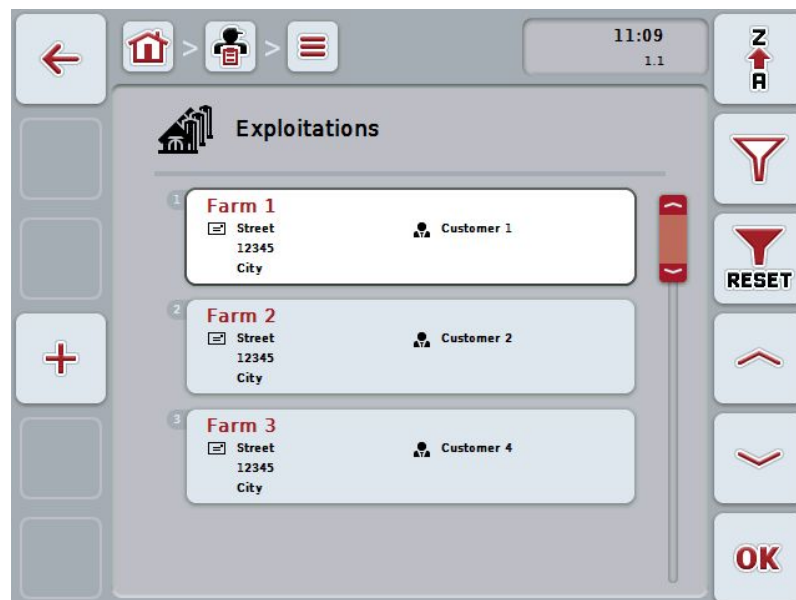 11:09
1.1
Z
A
Exploitations
1
Farm 1
Street
Customer 1
12345
City
RESET
2
Farm 2
Street
Customer 2
12345
City
3
Farm 3
Street
Customer 4
12345
City
OK